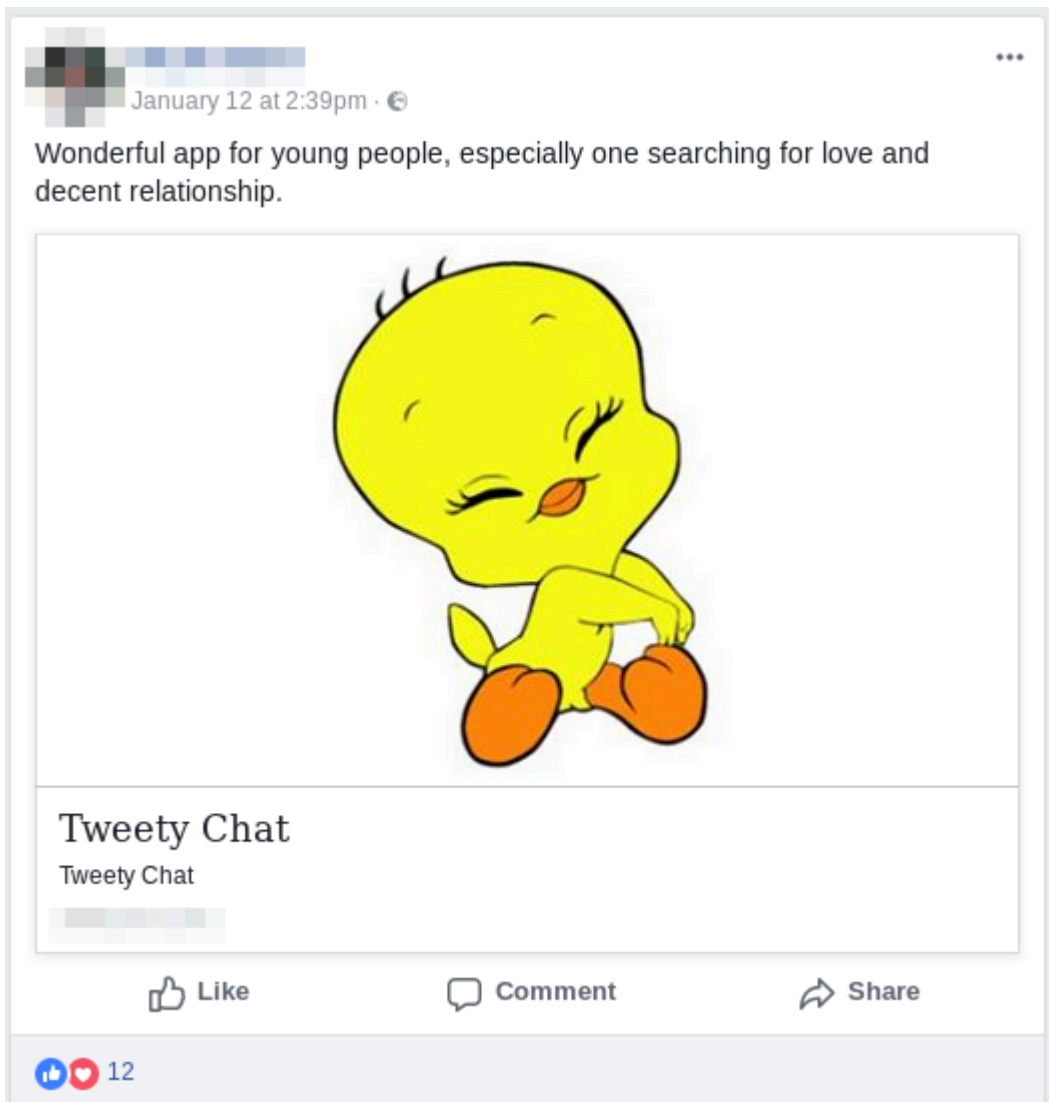 January 12 at 2:39pm ·
Wonderful app for young people, especially one searching for love and
decent relationship.
Tweety Chat
Tweety Chat
Like Comment Share
12